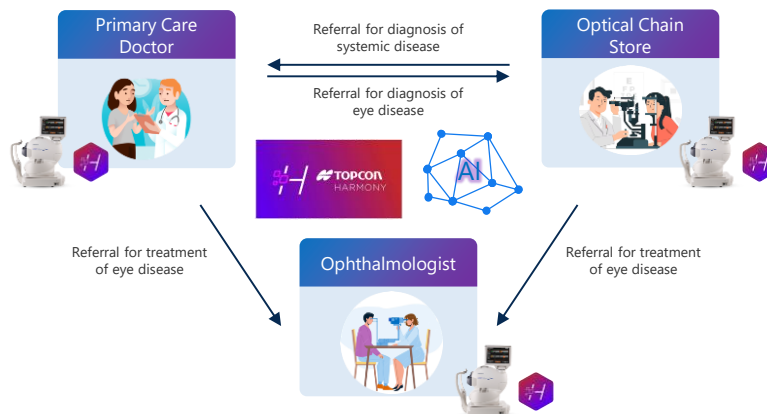 Primary Care
Doctor
Referral for diagnosis of
systemic disease
Optical Chain
Store
Referral for diagnosis of
eye disease
TOPCON
HARMONY
AI
Referral for treatment
of eye disease
Ophthalmologist
Referral for treatment
of eye disease